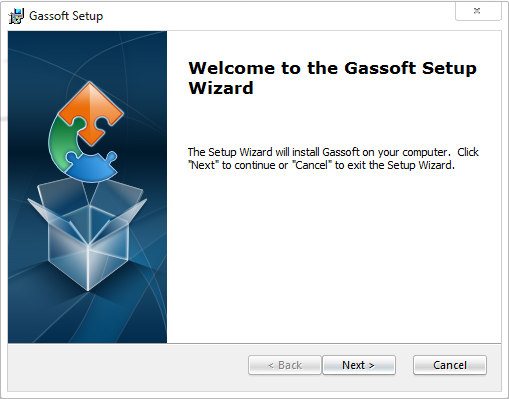 Gassoft Setup
Welcome to the Gassoft Setup
Wizard
The Setup Wizard will install Gassoft on your computer. Click
"Next" to continue or "Cancel" to exit the Setup Wizard.
< Back Next > Cancel